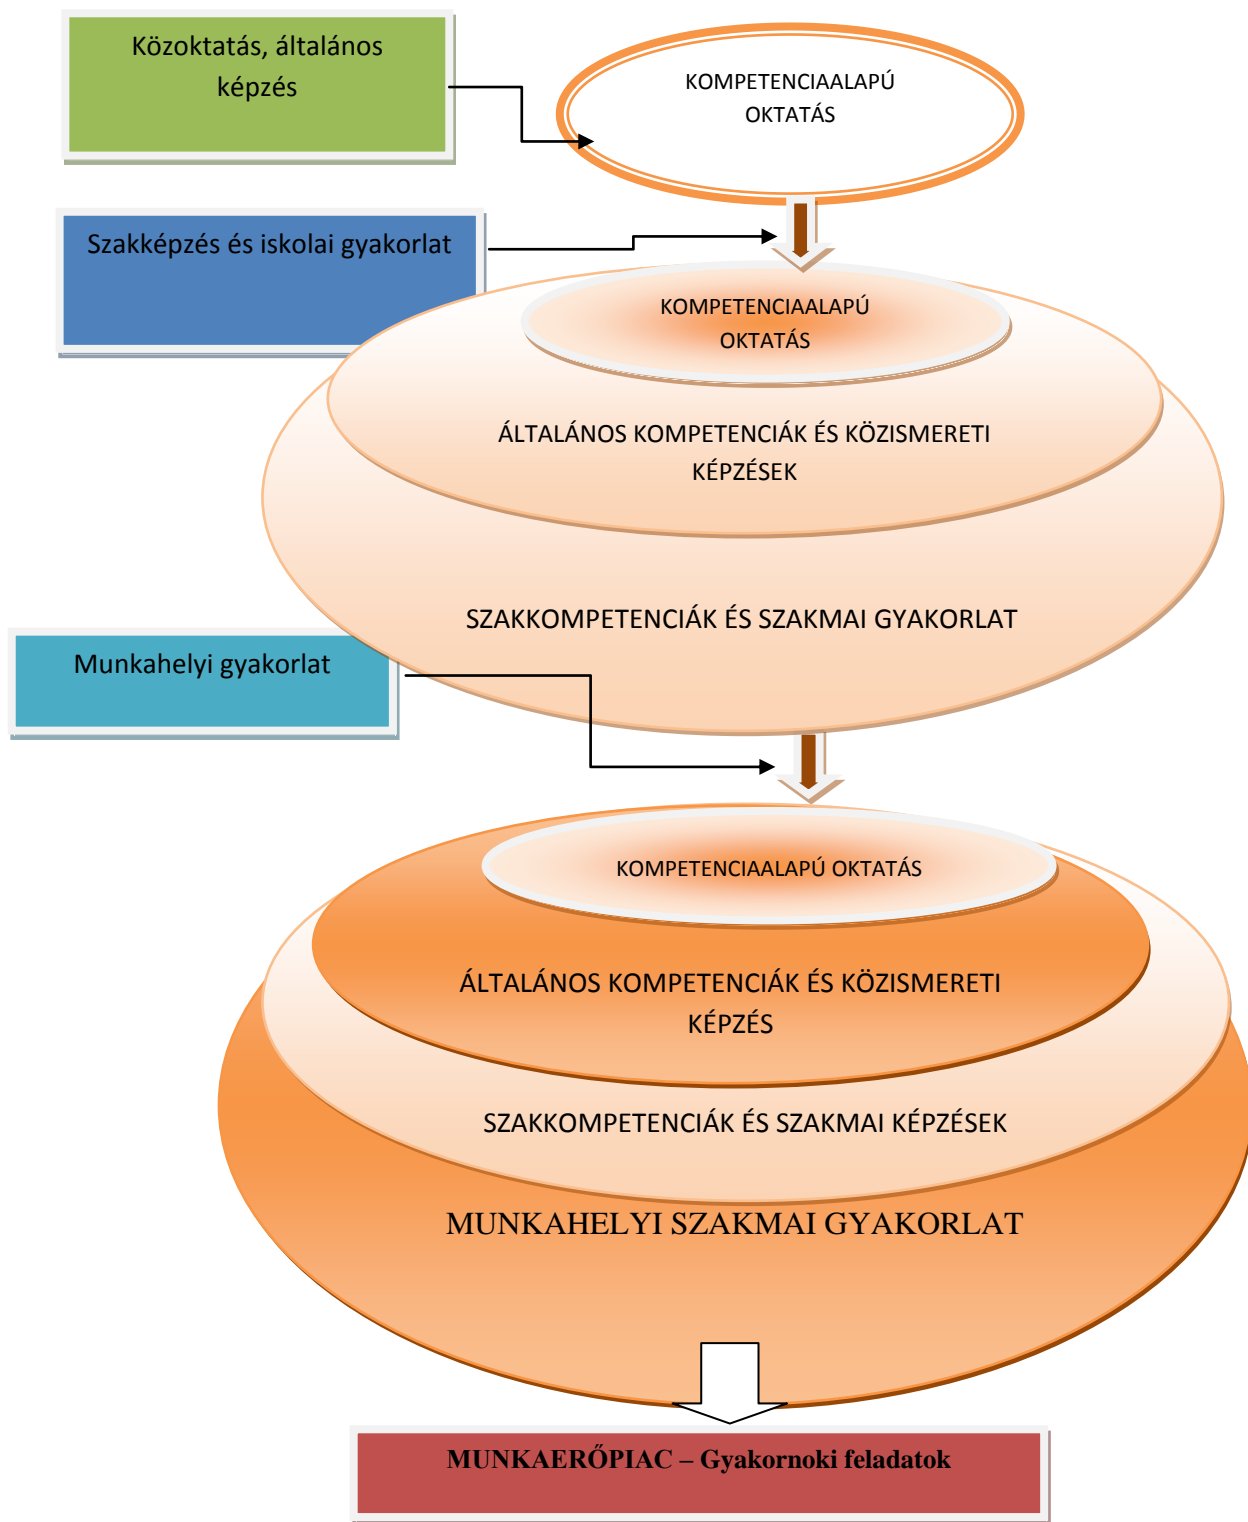 Közoktatás, általános
képzés
KOMPETENCIAALAPÚ
OKTATÁS
Szakképzés és iskolai gyakorlat
KOMPETENCIAALAPÚ
OKTATÁS
ÁLTALÁNOS KOMPETENCIÁK ÉS KÖZISMERETI
KÉPZÉSEK
SZAKKOMPETENCIÁK ÉS SZAKMAI GYAKORLAT
Munkahelyi gyakorlat
KOMPETENCIAALAPÚ OKTATÁS
ÁLTALÁNOS KOMPETENCIÁK ÉS KÖZISMERETI
KÉPZÉS
SZAKKOMPETENCIÁK ÉS SZAKMAI KÉPZÉSEK
MUNKAHELYI SZAKMAI GYAKORLAT
MUNKAERŐPIAC – Gyakornoki feladatok